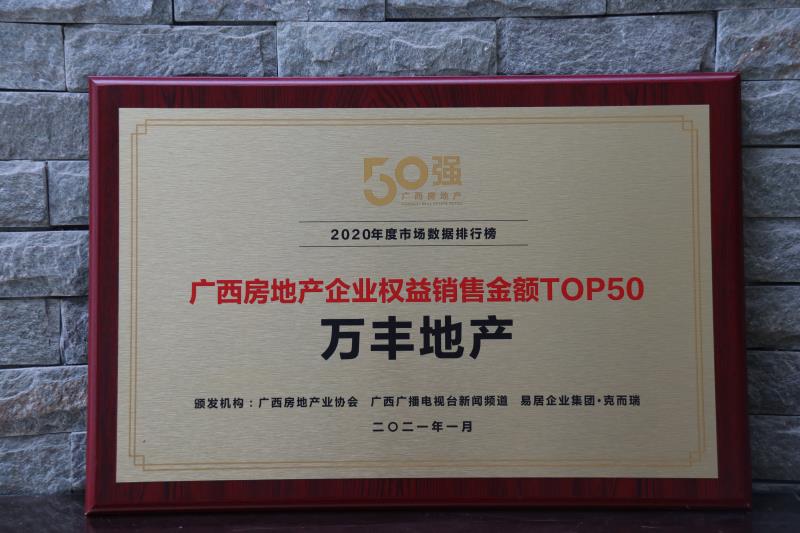 50强
广西房地产
2020年度市场数据排行榜
广西房地产企业权益销售金额TOP50
万丰地产
颁发机构：广西房地产业协会 广西广播电视台新闻频道 易居企业集团·克而瑞
二〇二一年一月